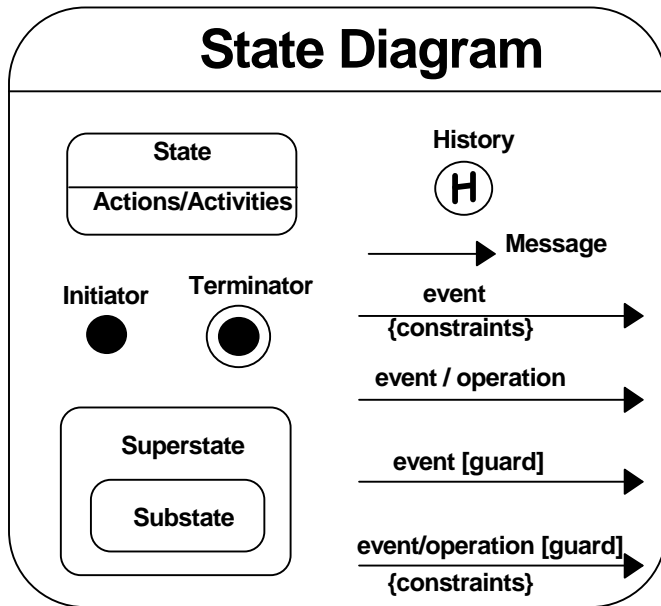 State Diagram
State
Actions/Activities
History
H
Message
Initiator
Terminator
event
{constraints}
event / operation
Superstate
Substate
event [guard]
event/operation [guard]
{constraints}